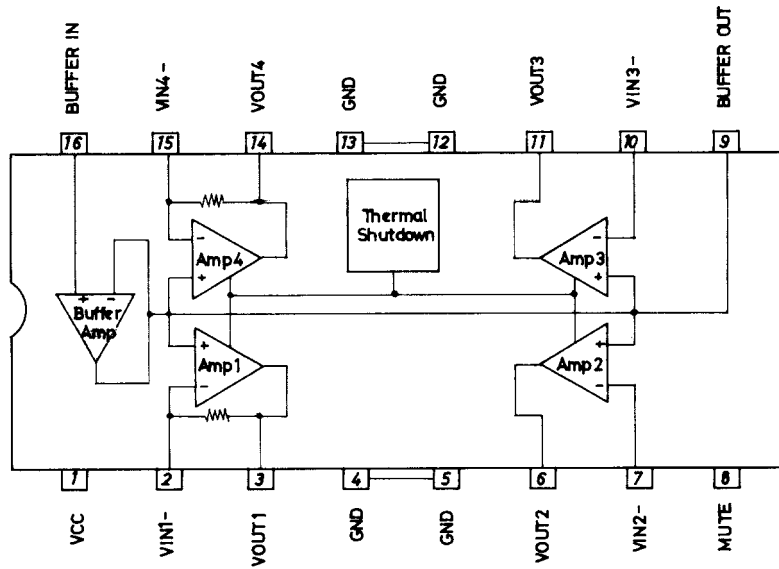 BUFFER IN
VIN4-
VOUT4
GND
GND
VOUT3
VIN3-
BUFFER OUT
16
15
14
13
12
11
10
9
Thermal
Shutdown
-
+
Amp4
-
+
Amp3
+ -
Buffer
Amp
+
-
Amp1
+
-
Amp2
1
2
3
4
5
6
7
8
VCC
VIN1-
VOUT1
GND
GND
VOUT2
VIN2-
MUTE